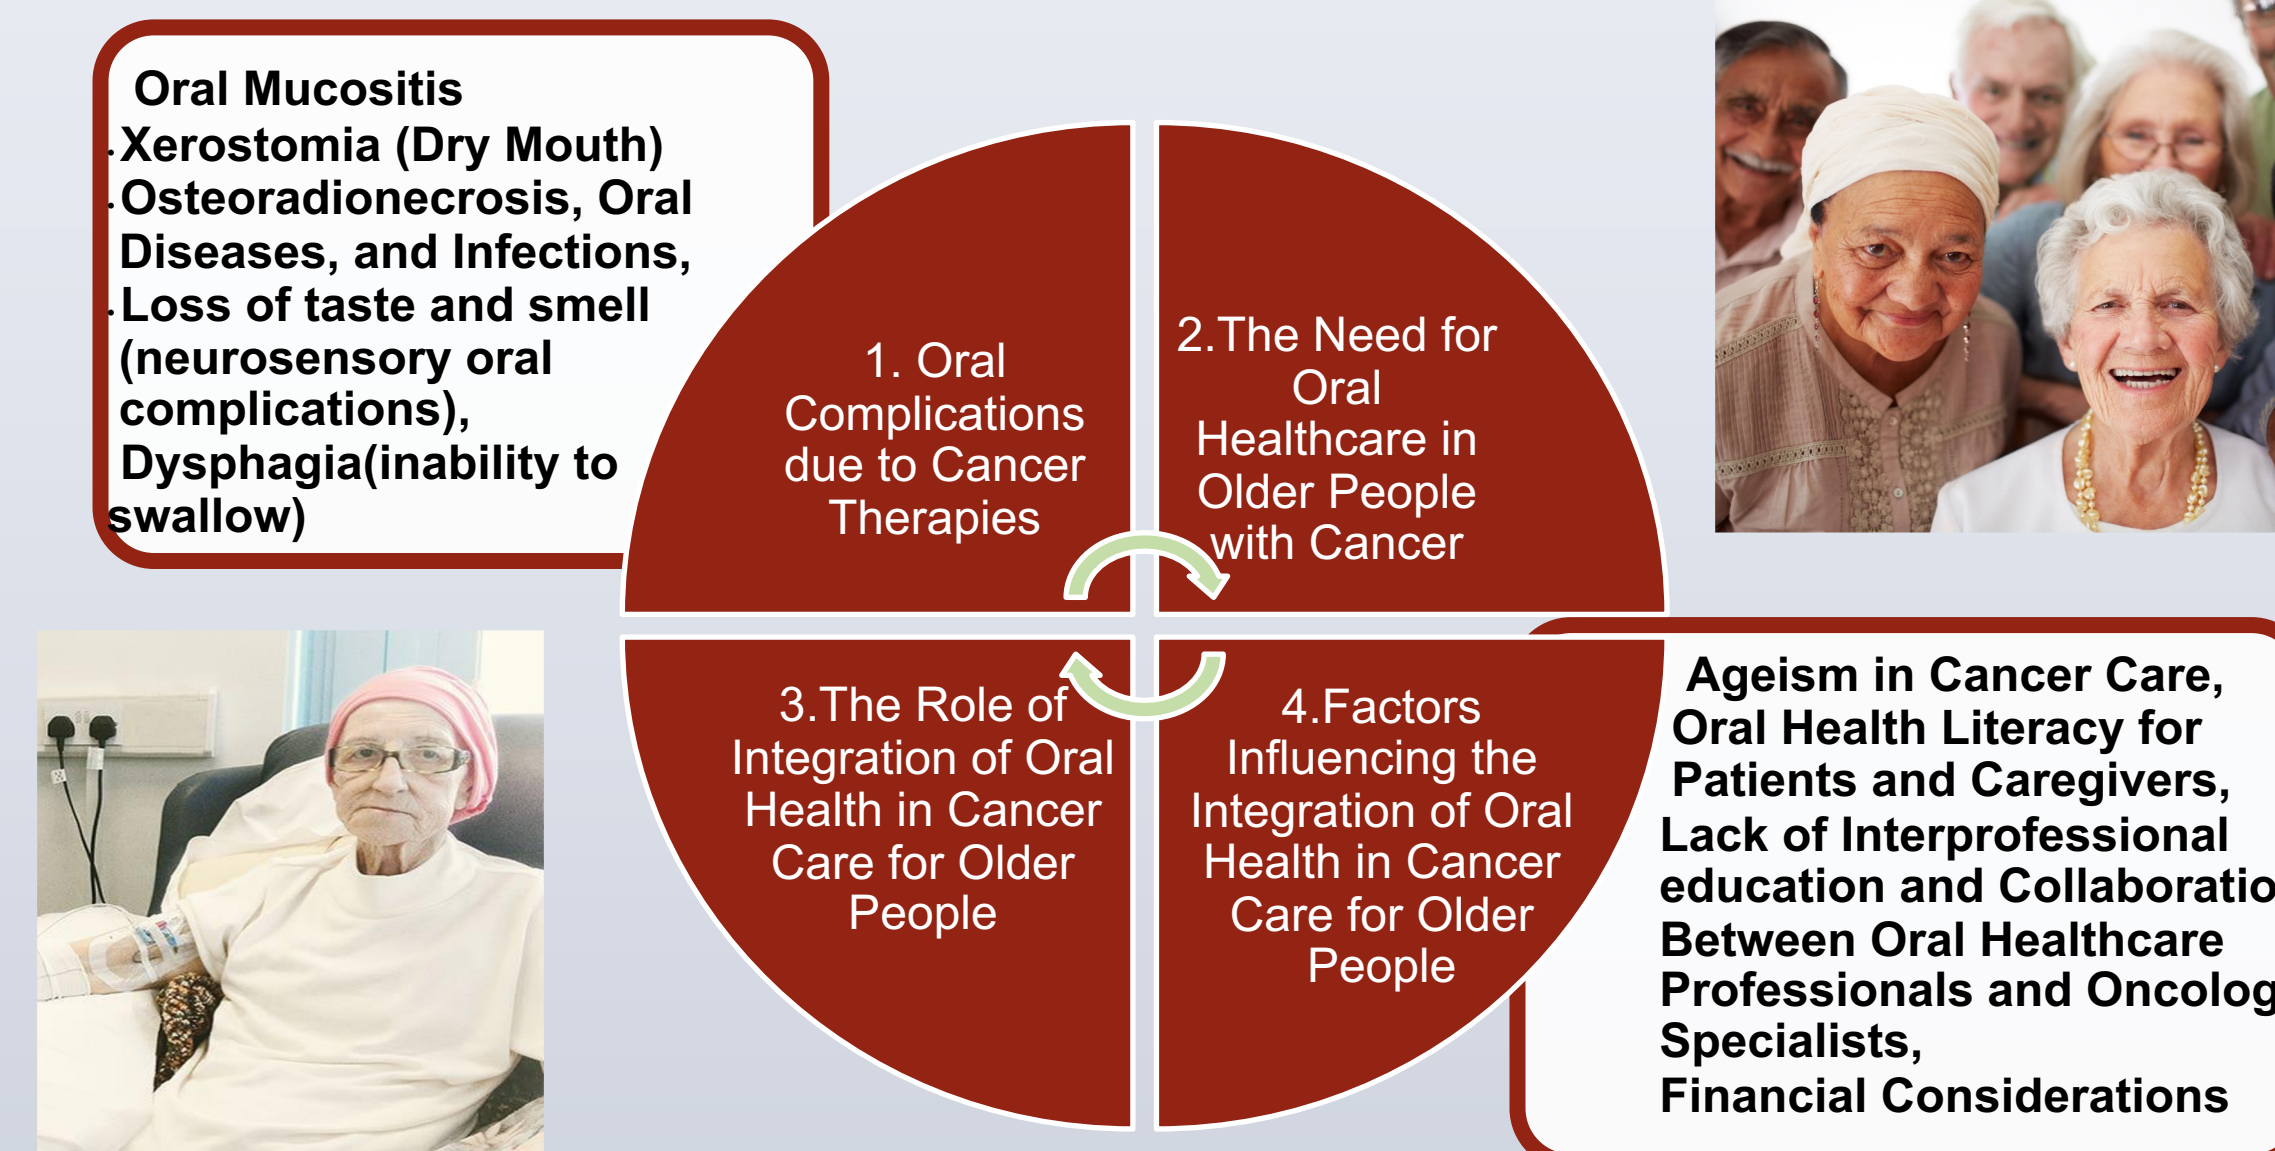 Oral Mucositis
·Xerostomia (Dry Mouth)
·Osteoradionecrosis, Oral
Diseases, and Infections,
·Loss of taste and smell
(neurosensory oral
complications),
Dysphagia(inability to
swallow)
1. Oral
Complications
due to Cancer
Therapies
2.The Need for
Oral
Healthcare in
Older People
with Cancer
3.The Role of
Integration of Oral
Health in Cancer
Care for Older
People
4.Factors
Influencing the
Integration of Oral
Health in Cancer
Care for Older
People
Ageism in Cancer Care,
Oral Health Literacy for
Patients and Caregivers,
Lack of Interprofessional
education and Collaboratio
Between Oral Healthcare
Professionals and Oncolog
Specialists,
Financial Considerations